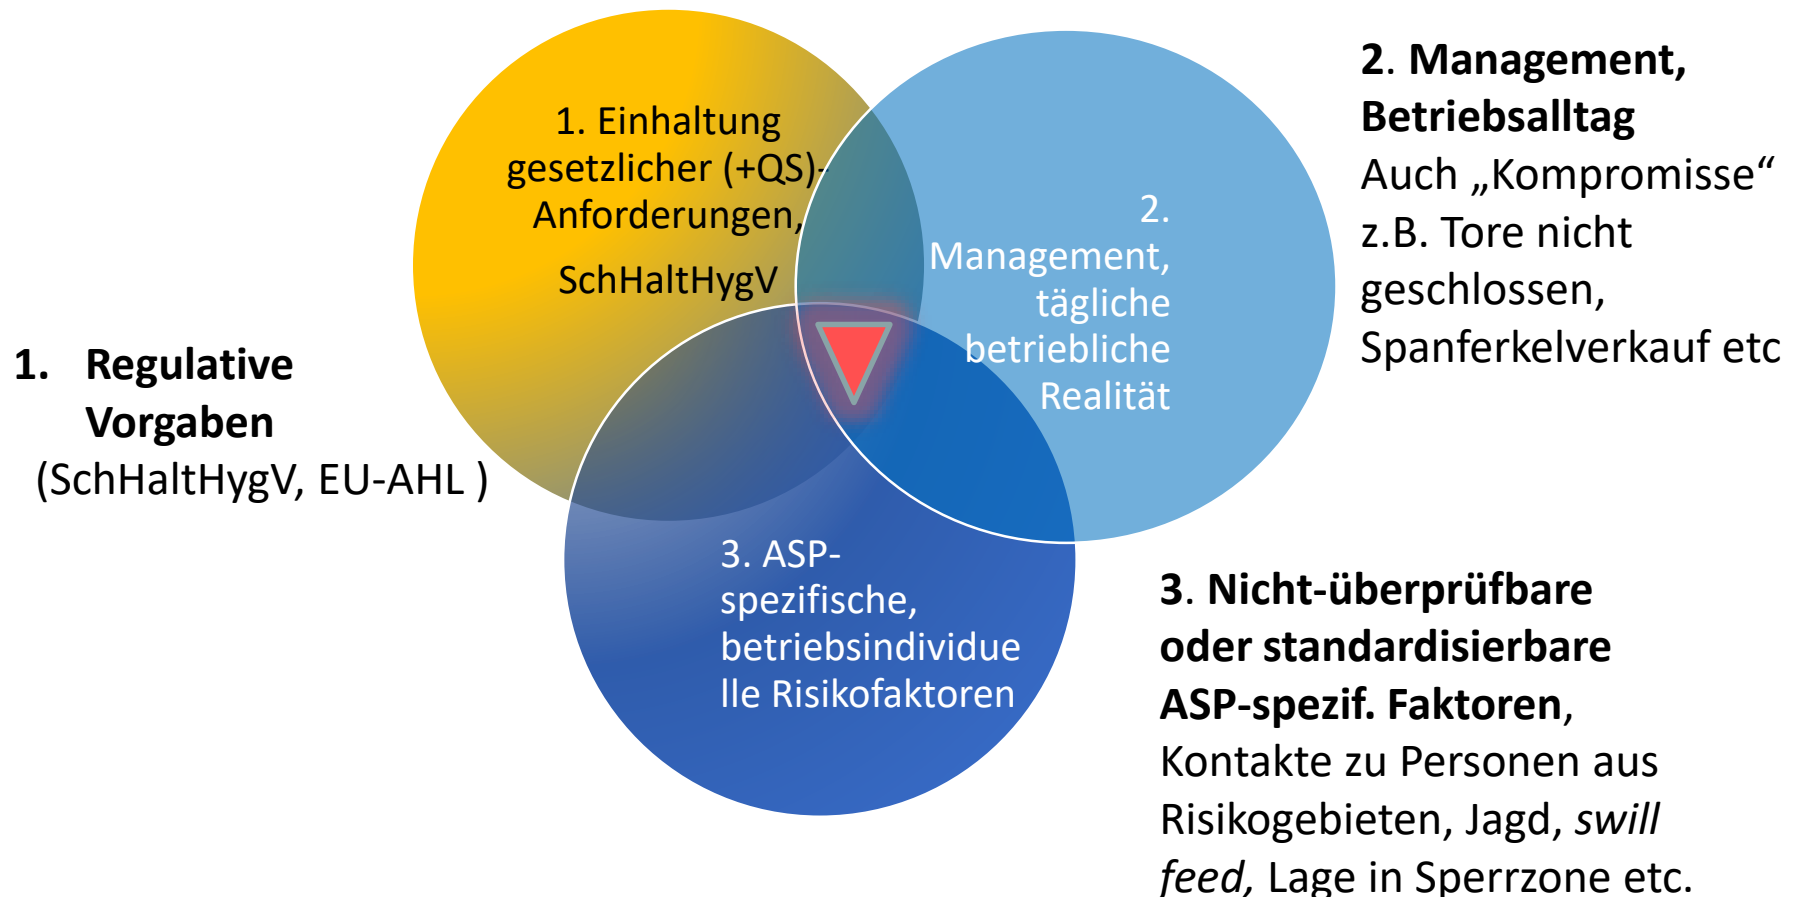 1. Einhaltung
gesetzlicher (+QS)-
Anforderungen,
SchHaltHygV
2.
Management,
tägliche
betriebliche
Realität
3. ASP-
spezifische,
betriebsindividue
lle Risikofaktoren
1. Regulative
Vorgaben
(SchHaltHygV, EU-AHL )
2. Management,
Betriebsalltag
Auch „Kompromisse“
z.B. Tore nicht
geschlossen,
Spanferkelverkauf etc
3. Nicht-überprüfbare
oder standardisierbare
ASP-spezif. Faktoren,
Kontakte zu Personen aus
Risikogebieten, Jagd, swill
feed, Lage in Sperrzone etc.